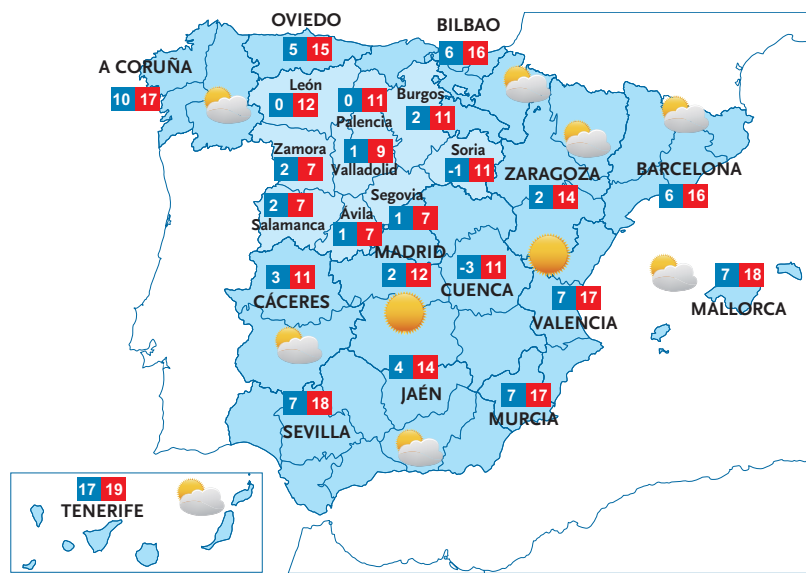 OVIEDO
5 15
BILBAO
6 16
A CORUÑA
10 17
León
0 12
0 11
Palencia
Burgos
2 11
Zamora
2 7
1 9
Valladolid
Soria
-1 11
ZARAGOZA
2 14
BARCELONA
6 16
2 7
Salamanca
Segovia
1 7
Ávila
1 7
MADRID
2 12
-3 11
CUENCA
3 11
CÁCERES
7 17
VALENCIA
7 18
MALLORCA
4 14
JAÉN
7 18
SEVILLA
7 17
MURCIA
17 19
TENERIFE